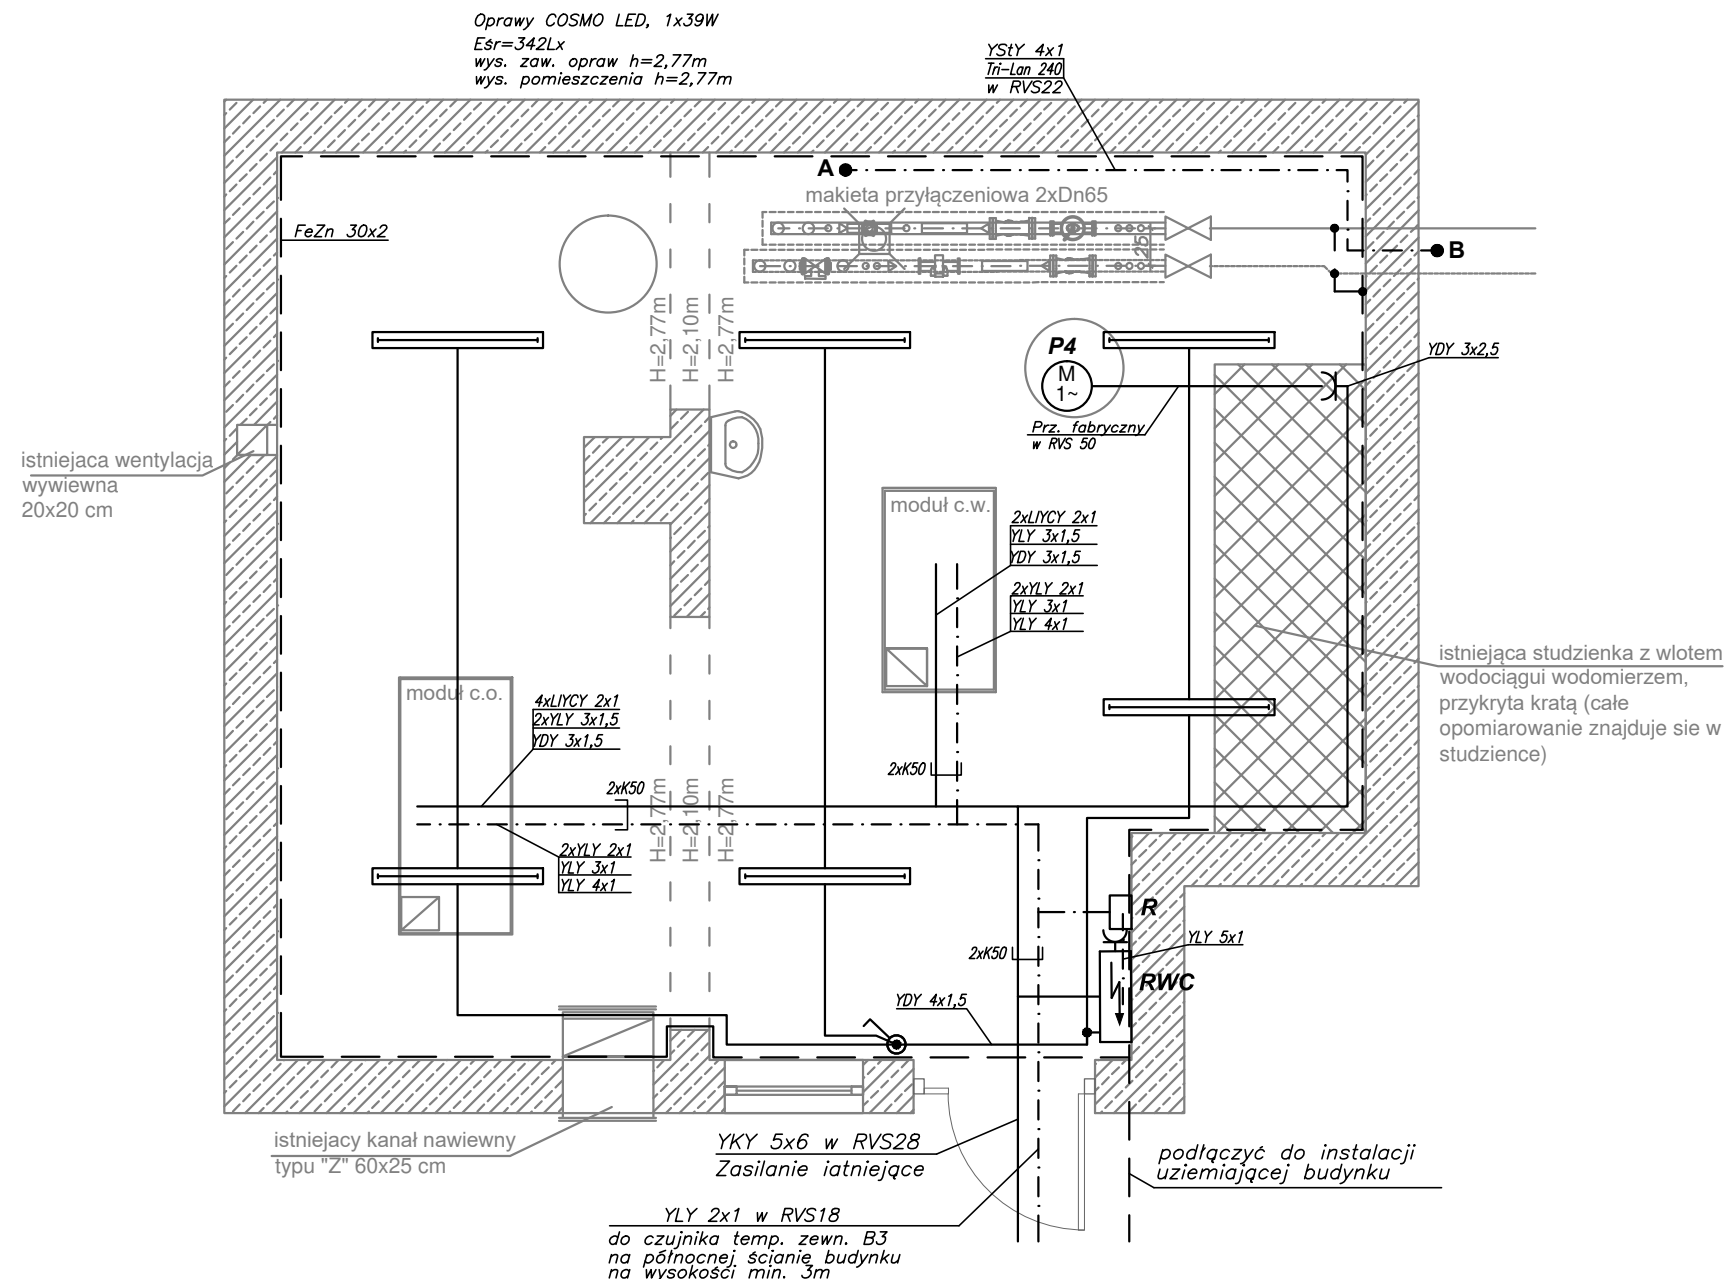 Oprawy COSMO LED, 1x39W
Eśr=342Lx
wys. zaw. opraw h=2,77m
wys. pomieszczenia h=2,77m
YStY 4x1
Tri-Lan 240
w RVS22
A
makieta przyłączeniowa 2xDn65
FeZn 30x2
25
B
H=2,77m
H=2,10m
H=2,77m
P4
M
1~
YDY 3x2,5
Prz. fabryczny
w RVS 50
istniejaca wentylacja
wywiewna
20x20 cm
moduł c.w.
2xLIYCY 2x1
YLY 3x1,5
YDY 3x1,5
2xYLY 2x1
YLY 3x1
YLY 4x1
istniejąca studzienka z wlotem
wodociągui wodomierzem,
przykryta kratą (całe
opomiarowanie znajduje sie w
studzience)
moduł c.o.
4xLIYCY 2x1
2xYLY 3x1,5
YDY 3x1,5
2xK50
2xK50
H=2,77m
H=2,10m
H=2,77m
2xYLY 2x1
YLY 3x1
YLY 4x1
R
2xK50
YLY 5x1
RWC
YDY 4x1,5
istniejacy kanał nawiewny
typu "Z" 60x25 cm
YKY 5x6 w RVS28
Zasilanie iatniejące
podłączyć do instalacji
uziemiającej budynku
YLY 2x1 w RVS18
do czujnika temp. zewn. B3
na północnej ścianie budynku
na wysokości min. 3m